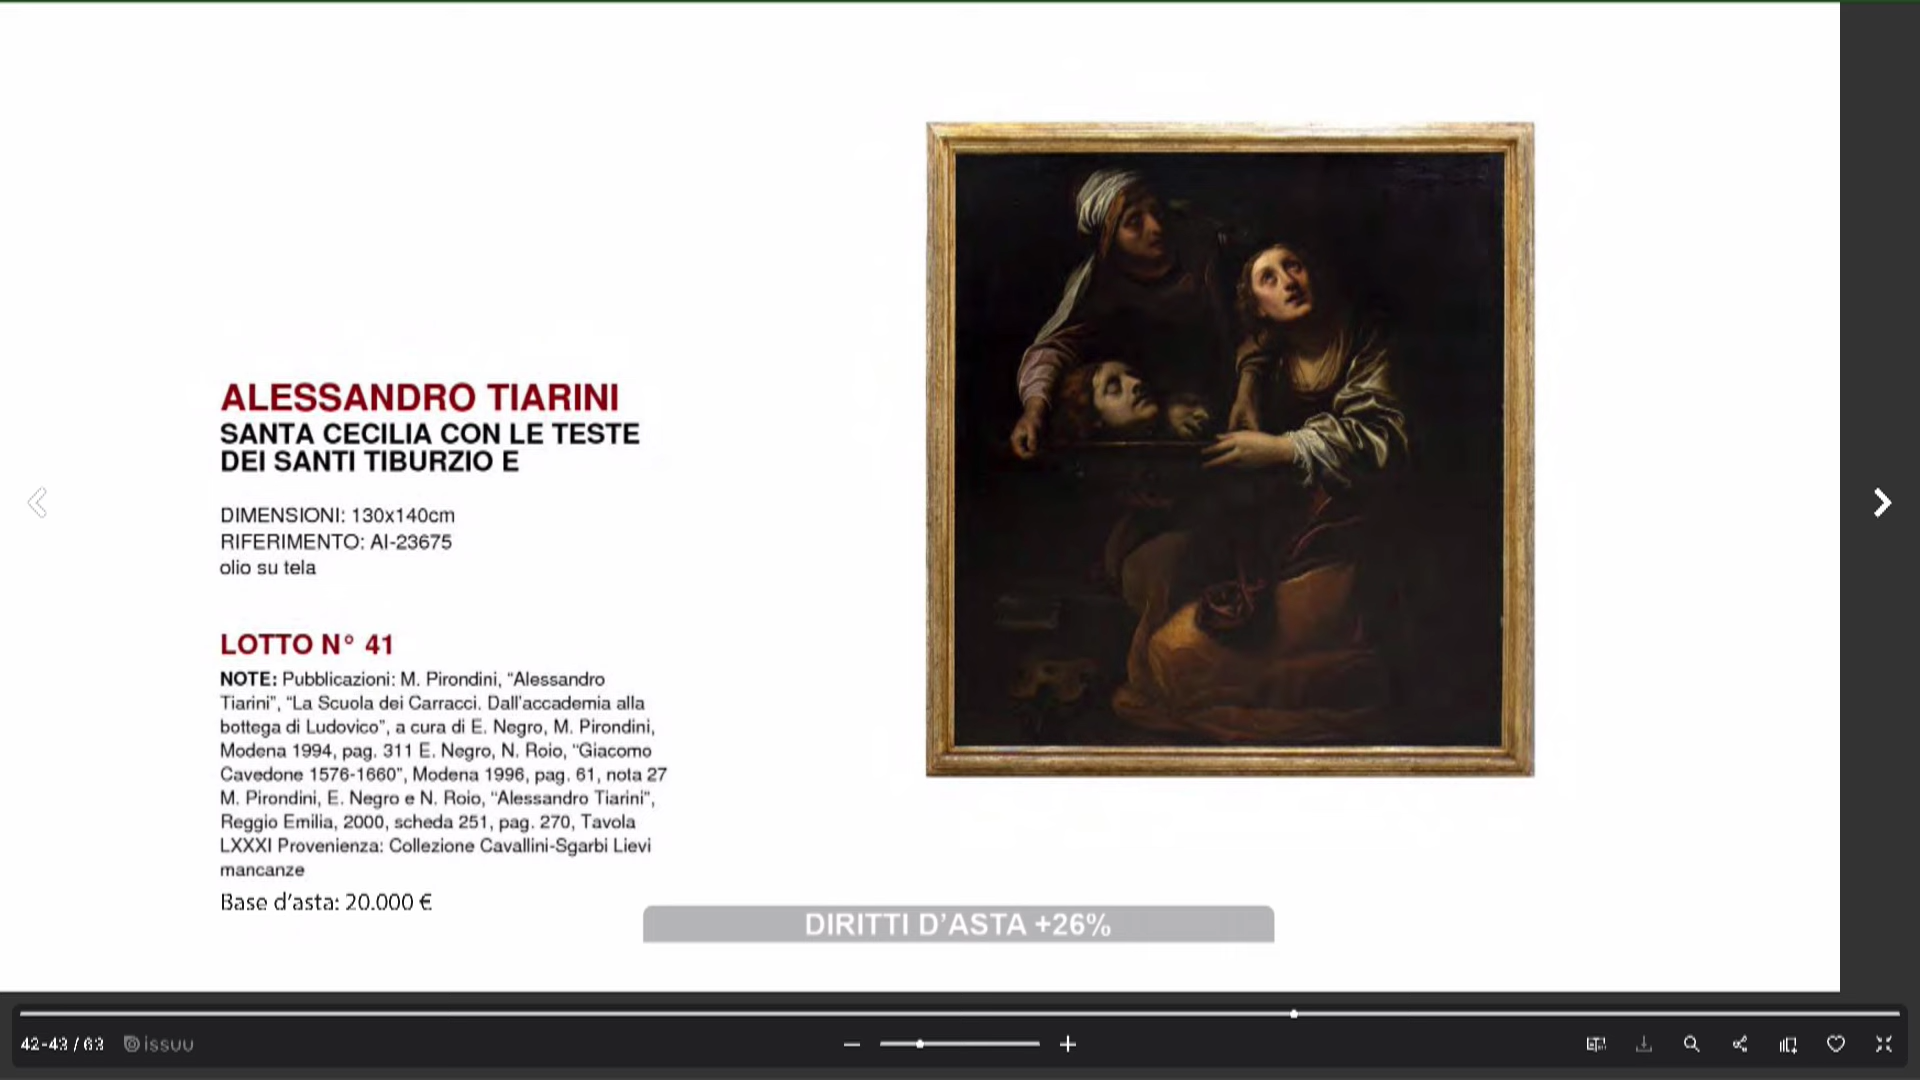 ALESSANDRO TIARINI
SANTA CECILIA CON LE TESTE
DEI SANTI TIBURZIO E
DIMENSIONI: 130x140cm
RIFERIMENTO: AI-23675
olio su tela
LOTTO N° 41
NOTE: Pubblicazioni: M. Pirondini, “Alessandro
Tiarini”, “La Scuola dei Carracci. Dall’accademia alla
bottega di Ludovico”, a cura di E. Negro, M. Pirondini,
Modena 1994, pag. 311 E. Negro, N. Roio, “Giacomo
Cavedone 1576-1660”, Modena 1996, pag. 61, nota 27
M. Pirondini, E. Negro e N. Roio, “Alessandro Tiarini”,
Reggio Emilia, 2000, scheda 251, pag. 270, Tavola
LXXXI Provenienza: Collezione Cavallini-Sgarbi Lievi
mancanze
Base d’asta: 20.000 €
DIRITTI D’ASTA +26%
42-43 / 63 issuu